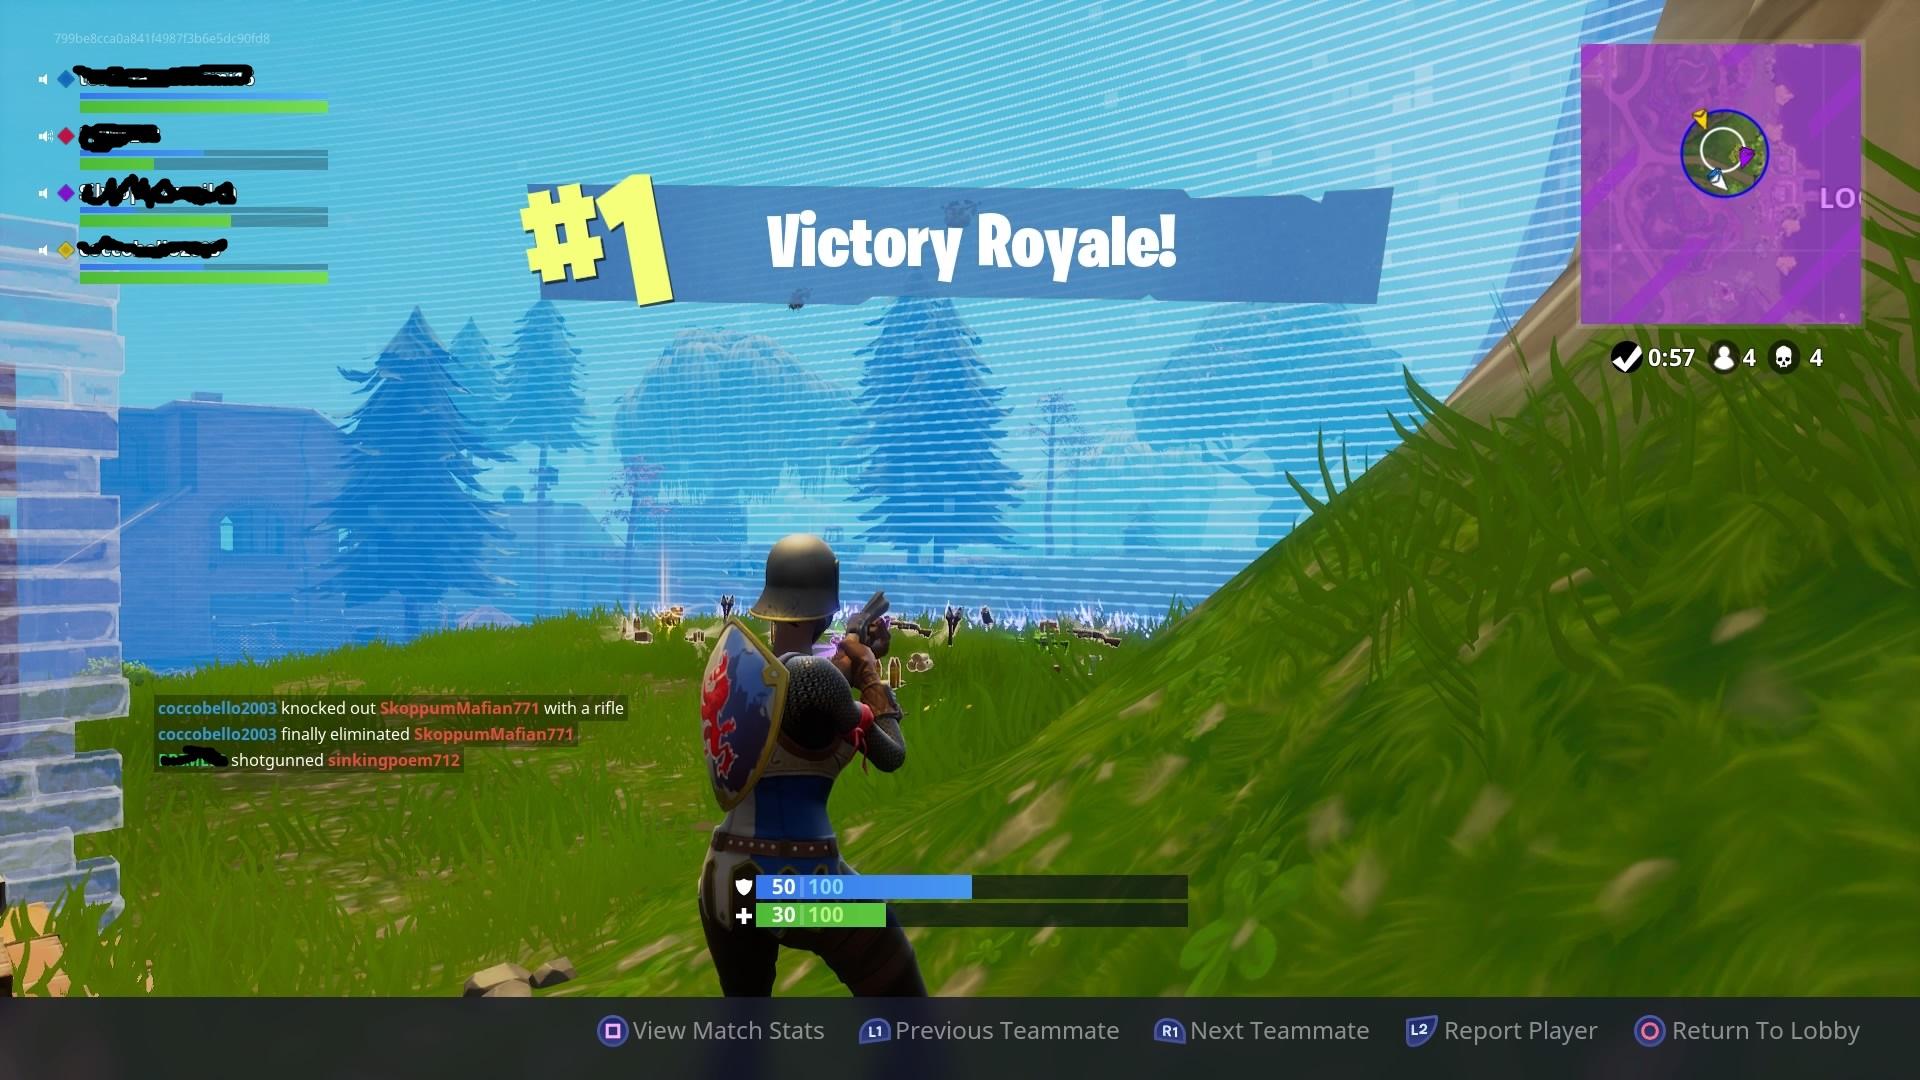 799be8cca0a841f4987f3b6e5dc90fd8
#1 Victory Royale!
LO
0:57 4 4
coccobello2003 knocked out SkoppumMafian771 with a rifle
coccobello2003 finally eliminated SkoppumMafian771
shotgunned sinkingpoem712
50 | 100
30 | 100
View Match Stats L1 Previous Teammate R1 Next Teammate L2 Report Player Return To Lobby